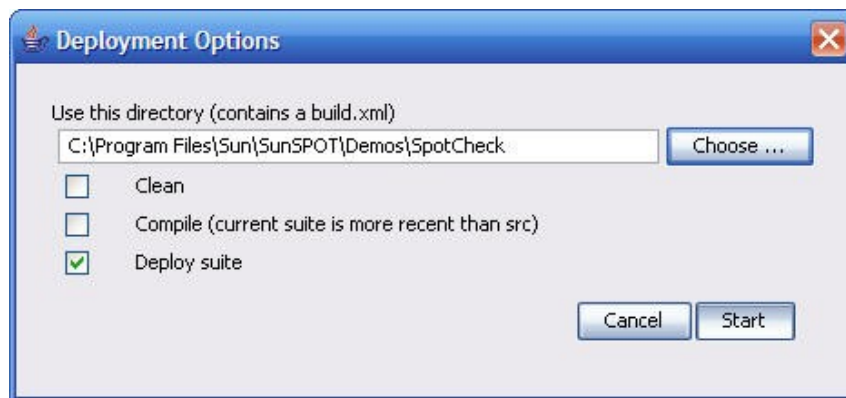 Deployment Options
Use this directory (contains a build.xml)
C:\Program Files\Sun\SunSPOT\Demos\SpotCheck
Choose ...
Clean
Compile (current suite is more recent than src)
Deploy suite
Cancel
Start